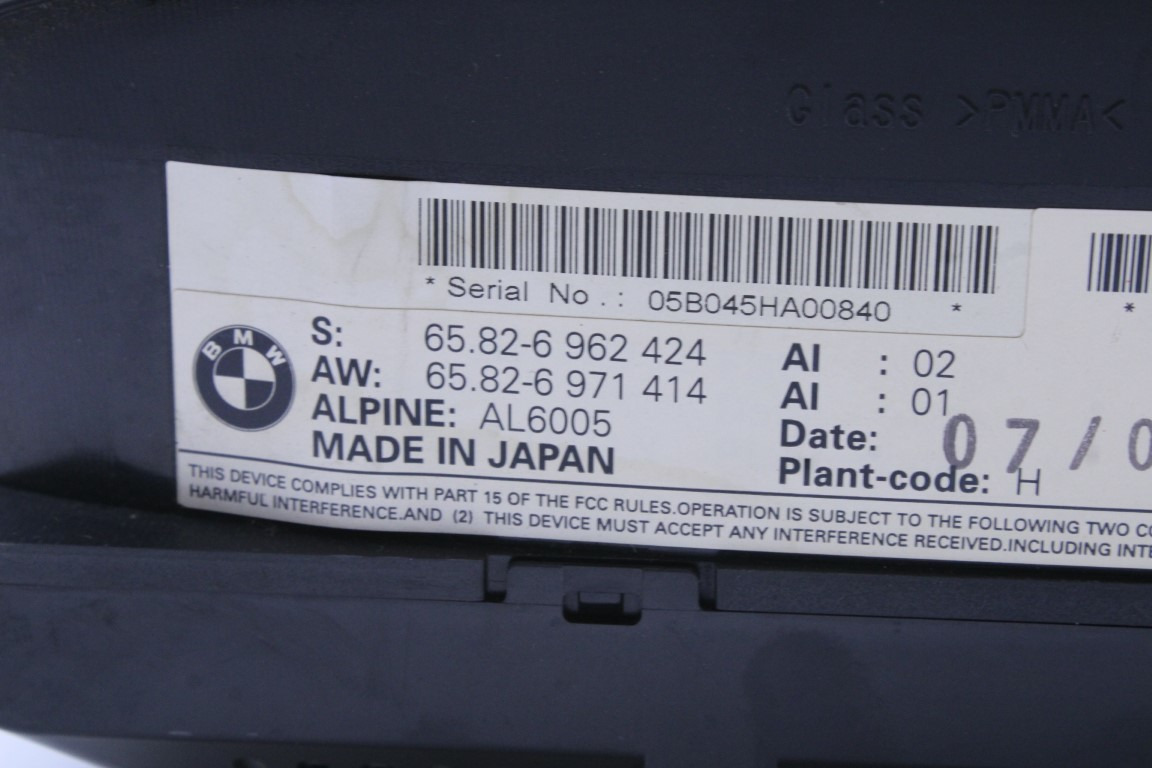 Glass >PMMA<
* Serial No.: 05B045HA00840 *
*
BMW
S: 65.82-6 962 424 AI : 02
AW: 65.82-6 971 414 AI : 01
ALPINE: AL6005 Date: 07/0
MADE IN JAPAN Plant-code: H
THIS DEVICE COMPLIES WITH PART 15 OF THE FCC RULES.OPERATION IS SUBJECT TO THE FOLLOWING TWO
HARMFUL INTERFERENCE.AND (2) THIS DEVICE MUST ACCEPT ANY INTERFERENCE RECEIVED.INCLUDING